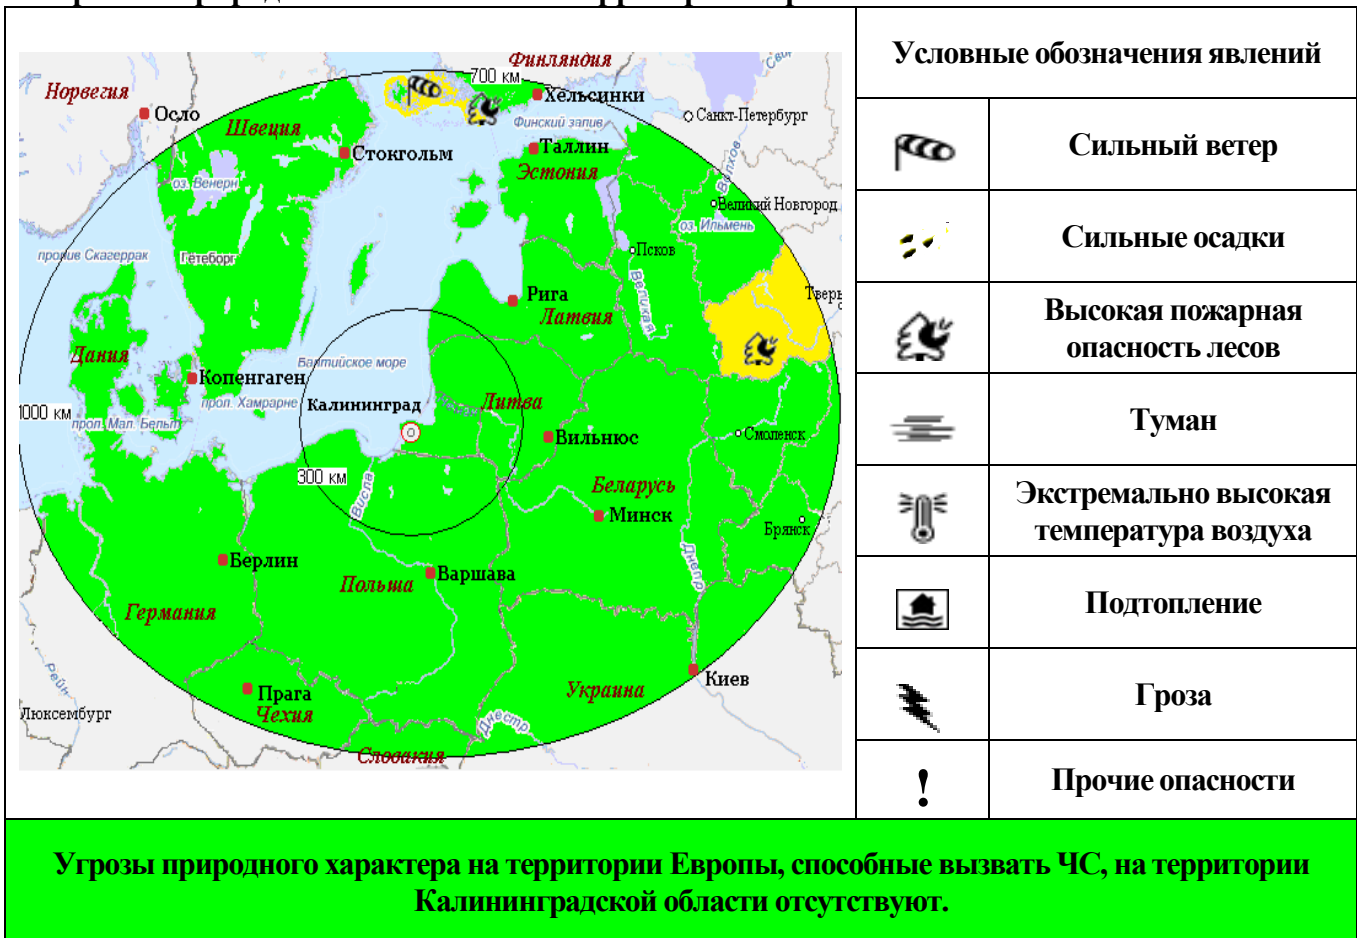 Условные обозначения явлений
Сильный ветер
Сильные осадки
Высокая пожарная
опасность лесов
Туман
Экстремально высокая
температура воздуха
Подтопление
Гроза
!
Прочие опасности
Финляндия
700 км
Норвегия
Хельсинки
Осло
Санкт-Петербург
Швеция
Финский залив
Таллин
Стокгольм
Эстония
Волхов
оз. Венерн
Великий Новгород
оз. Ильмень
пролив Скагеррак
Гётеборг
Псков
Великая
Рига
Тверь
Латвия
Дания
Балтийское море
Копенгаген
Калининград
Литва
1000 км
прол. Хамрарне
прол. Мал. Бельт
Вильнюс
Смоленск
300 км
Висла
Беларусь
Минск
Брянск
Днепр
Берлин
Польша
Варшава
Германия
Рейн
Прага
Чехия
Украина
Киев
Люксембург
Днестр
Словакия
Угрозы природного характера на территории Европы, способные вызвать ЧС, на территории
Калининградской области отсутствуют.